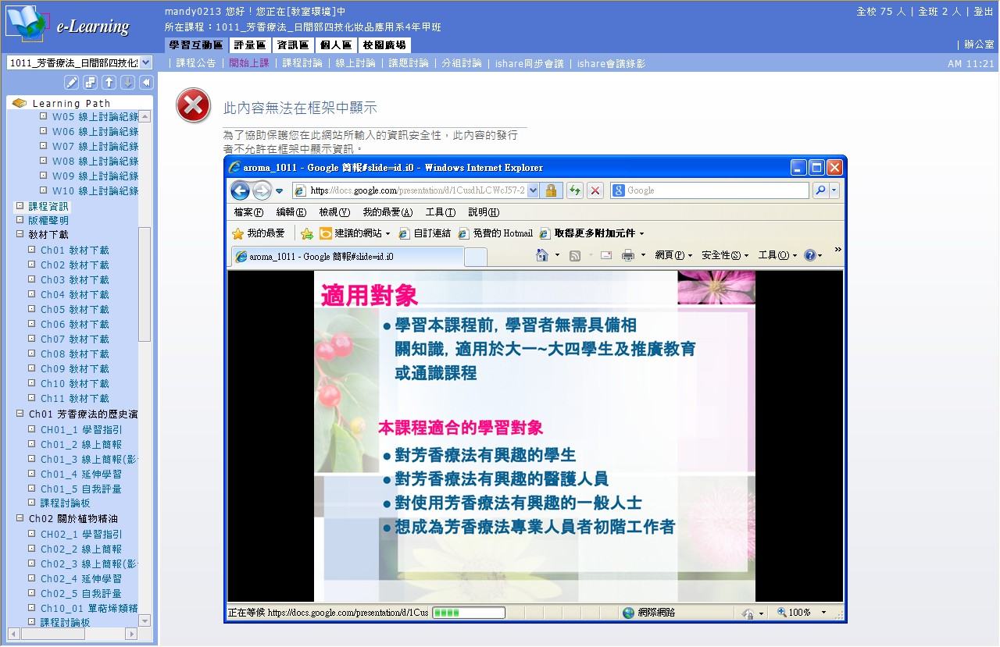 mandy0213 您好！您正在[教室環境]中
全校 75 人 | 全班 2 人 | 登出
e-Learning
所在課程：1011_芳香療法_日間部四技化妝品應用系4年甲班
學習互動區 評量區 資訊區 個人區 校園廣場
| 辦公室
1011_芳香療法_日間部四技化
| 課程公告 | 開始上課 | 課程討論 | 線上討論 | 議題討論 | 分組討論 | ishare同步會議 | ishare會議錄影
AM 11:21
Learning Path
W05 線上討論紀錄
W06 線上討論紀錄
W07 線上討論紀錄
W08 線上討論紀錄
W09 線上討論紀錄
W10 線上討論紀錄
課程資訊
版權聲明
教材下載
Ch01 教材下載
Ch02 教材下載
Ch03 教材下載
Ch04 教材下載
Ch05 教材下載
Ch06 教材下載
Ch07 教材下載
Ch08 教材下載
Ch09 教材下載
Ch10 教材下載
Ch11 教材下載
Ch01 芳香療法的歷史演
CH01_1 學習指引
Ch01_2 線上簡報
Ch01_3 線上簡報(影
Ch01_4 延伸學習
Ch01_5 自我評量
課程討論板
Ch02 關於植物精油
CH02_1 學習指引
Ch02_2 線上簡報
Ch02_3 線上簡報(影
Ch02_4 延伸學習
Ch02_5 自我評量
Ch10_01 單萜烯類精
課程討論板
此內容無法在框架中顯示
為了協助保護您在此網站所輸入的資訊安全性，此內容的發行
者不允許在框架中顯示資訊。
aroma_1011 - Google 簡報#slide=id.i0 - Windows Internet Explorer
https://docs.google.com/presentation/d/1CusdhLCWcJ57-2
Google
檔案(F) 編輯(E) 檢視(V) 我的最愛(A) 工具(T) 說明(H)
我的最愛 建議的網站 自訂連結 免費的 Hotmail 取得更多附加元件
aroma_1011 - Google 簡報#slide=id.i0
網頁(P) 安全性(S) 工具(O) »
適用對象
● 學習本課程前, 學習者無需具備相
關知識, 適用於大一~大四學生及推廣教育
或通識課程
本課程適合的學習對象
● 對芳香療法有興趣的學生
● 對芳香療法有興趣的醫護人員
● 對使用芳香療法有興趣的一般人士
● 想成為芳香療法專業人員者初階工作者
正在等候 https://docs.google.com/presentation/d/1Cus
網際網路
100%